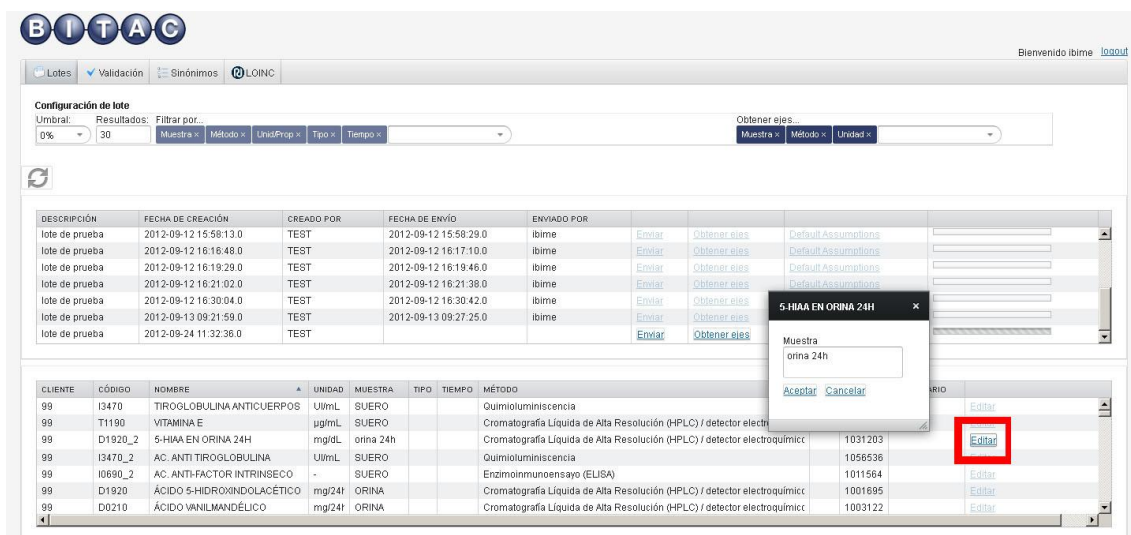 BITAC
Bienvenido ibime logout
Lotes Validación Sinónimos LOINC
Configuración de lote
Umbral: Resultados: Filtrar por... Obtener ejes...
0% 30 Muestra × Método × Unid/Prop × Tipo × Tiempo × Muestra × Método × Unidad ×
DESCRIPCIÓN FECHA DE CREACIÓN CREADO POR FECHA DE ENVÍO ENVIADO POR
lote de prueba 2012-09-12 15:58:13.0 TEST 2012-09-12 15:58:29.0 ibime Enviar Obtener ejes Default Assumptions
lote de prueba 2012-09-12 16:16:48.0 TEST 2012-09-12 16:17:10.0 ibime Enviar Obtener ejes Default Assumptions
lote de prueba 2012-09-12 16:19:29.0 TEST 2012-09-12 16:19:46.0 ibime Enviar Obtener ejes Default Assumptions
lote de prueba 2012-09-12 16:21:02.0 TEST 2012-09-12 16:21:38.0 ibime Enviar Obtener ejes Default Assumptions
lote de prueba 2012-09-12 16:30:04.0 TEST 2012-09-12 16:30:42.0 ibime Enviar Obtener ejes
lote de prueba 2012-09-13 09:21:59.0 TEST 2012-09-13 09:27:25.0 ibime Enviar Obtener ejes
lote de prueba 2012-09-24 11:32:36.0 TEST Enviar Obtener ejes
5-HIAA EN ORINA 24H ×
Muestra
orina 24h
Aceptar Cancelar
CLIENTE CÓDIGO NOMBRE UNIDAD MUESTRA TIPO TIEMPO MÉTODO RIO
99 I3470 TIROGLOBULINA ANTICUERPOS UI/mL SUERO Quimioluminiscencia Editar
99 T1190 VITAMINA E µg/mL SUERO Cromatografía Líquida de Alta Resolución (HPLC) / detector electro
99 D1920_2 5-HIAA EN ORINA 24H mg/dL orina 24h Cromatografía Líquida de Alta Resolución (HPLC) / detector electroquímicc 1031203 Editar
99 I3470_2 AC. ANTI TIROGLOBULINA UI/mL SUERO Quimioluminiscencia 1056536
99 I0690_2 AC. ANTI-FACTOR INTRINSECO - SUERO Enzimoinmunoensayo (ELISA) 1011564 Editar
99 D1920 ÁCIDO 5-HIDROXINDOLACÉTICO mg/24h ORINA Cromatografía Líquida de Alta Resolución (HPLC) / detector electroquímicc 1001695 Editar
99 D0210 ÁCIDO VANILMANDÉLICO mg/24h ORINA Cromatografía Líquida de Alta Resolución (HPLC) / detector electroquímicc 1003122 Editar